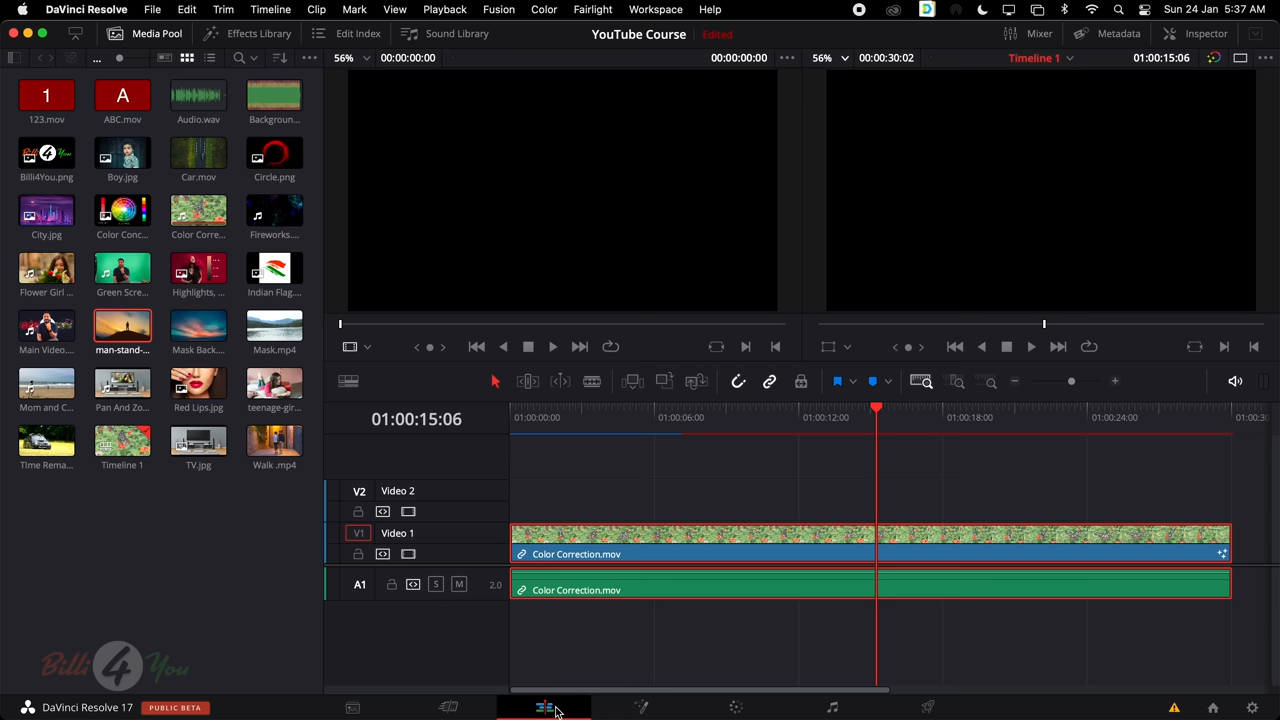 DaVinci Resolve File Edit Trim Timeline Clip Mark View Playback Fusion Color Fairlight Workspace Help Sun 24 Jan 5:37 AM
Media Pool Effects Library Edit Index Sound Library YouTube Course Edited Mixer Metadata Inspector
56% 00:00:00:00 00:00:00:00 56% 00:00:30:02 Timeline 1 01:00:15:06
1 A
123.mov ABC.mov Audio.wav Backgroun...
Billi 4 You
Billi4You.png Boy.jpg Car.mov Circle.png
City.jpg Color Conc... Color Corre... Fireworks....
Flower Girl ... Green Scre... Highlights, ... Indian Flag....
Main Video.... man-stand-... Mask Back.... Mask.mp4
Mom and C... Pan And Zo... Red Lips.jpg teenage-gir...
TIme Rema... Timeline 1 TV.jpg Walk .mp4
01:00:15:06 01:00:00:00 01:00:06:00 01:00:12:00 01:00:18:00 01:00:24:00 01:00:30
V2 Video 2
V1 Video 1
Color Correction.mov
A1 S M 2.0
Color Correction.mov
Billi 4 You
DaVinci Resolve 17 PUBLIC BETA